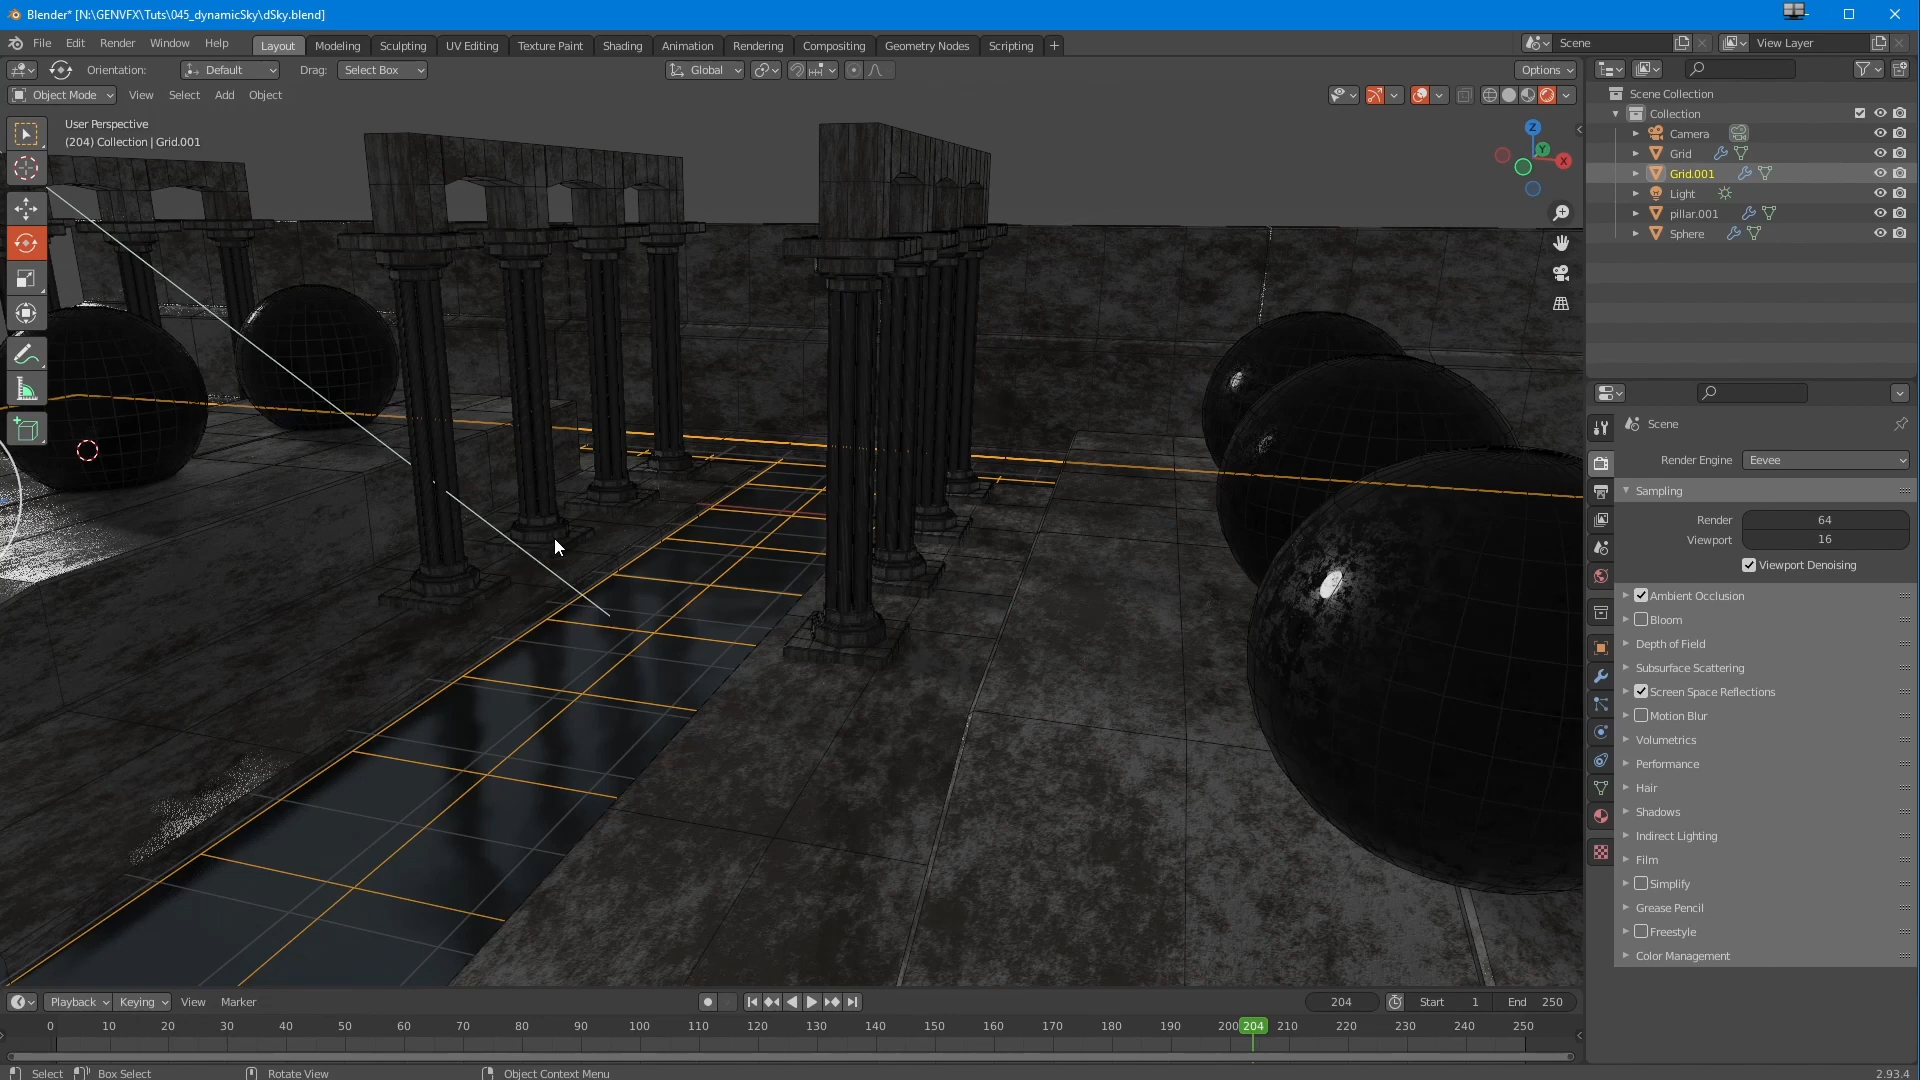 Blender* [N:\GENVFX\Tuts\045_dynamicSky\dSky.blend]
File Edit Render Window Help Layout Modeling Sculpting UV Editing Texture Paint Shading Animation Rendering Compositing Geometry Nodes Scripting + Scene View Layer
Orientation: Default Drag: Select Box Global Options
Object Mode View Select Add Object
User Perspective
(204) Collection | Grid.001
Z
Y
X
Scene Collection
Collection
Camera
Grid
Grid.001
Light
pillar.001
Sphere
Scene
Render Engine Eevee
Sampling
Render 64
Viewport 16
Viewport Denoising
Ambient Occlusion
Bloom
Depth of Field
Subsurface Scattering
Screen Space Reflections
Motion Blur
Volumetrics
Performance
Hair
Shadows
Indirect Lighting
Film
Simplify
Grease Pencil
Freestyle
Color Management
Playback Keying View Marker 204 Start 1 End 250
0 10 20 30 40 50 60 70 80 90 100 110 120 130 140 150 160 170 180 190 200 204 210 220 230 240 250
Select Box Select Rotate View Object Context Menu 2.93.4